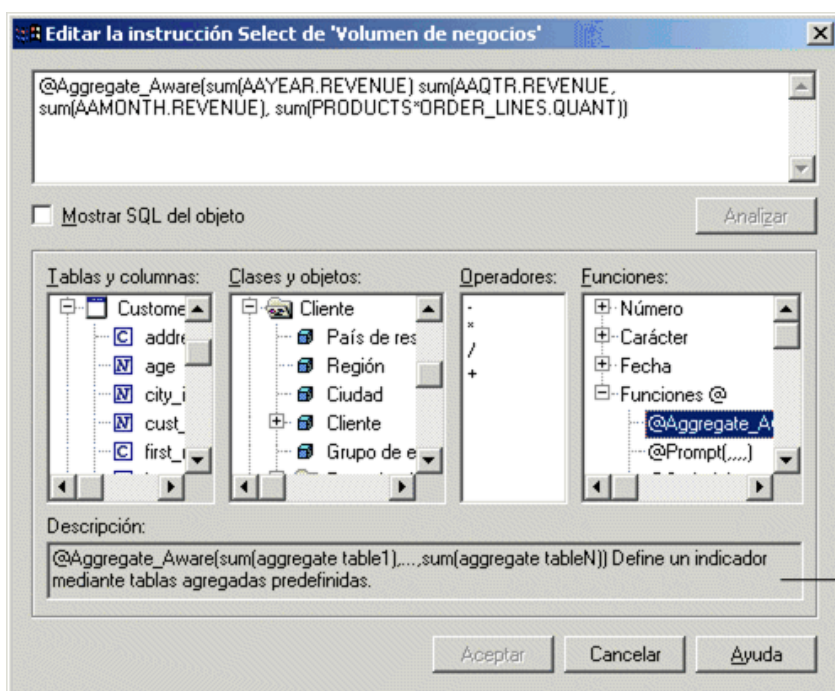 Editar la instrucción Select de 'Volumen de negocios'
@Aggregate_Aware(sum(AAYEAR.REVENUE) sum(AAQTR.REVENUE,
sum(AAMONTH.REVENUE), sum(PRODUCTS*ORDER_LINES.QUANT))
Mostrar SQL del objeto
Analizar
Tablas y columnas:
Custome
C addre
N age
N city_i
N cust_
C first_
Clases y objetos:
Cliente
País de res
Región
Ciudad
Cliente
Grupo de e
Operadores:
-
*
/
+
Funciones:
Número
Carácter
Fecha
Funciones @
@Aggregate_A
@Prompt(,,,,)
Descripción:
@Aggregate_Aware(sum(aggregate table1),...,sum(aggregate tableN)) Define un indicador
mediante tablas agregadas predefinidas.
Aceptar
Cancelar
Ayuda